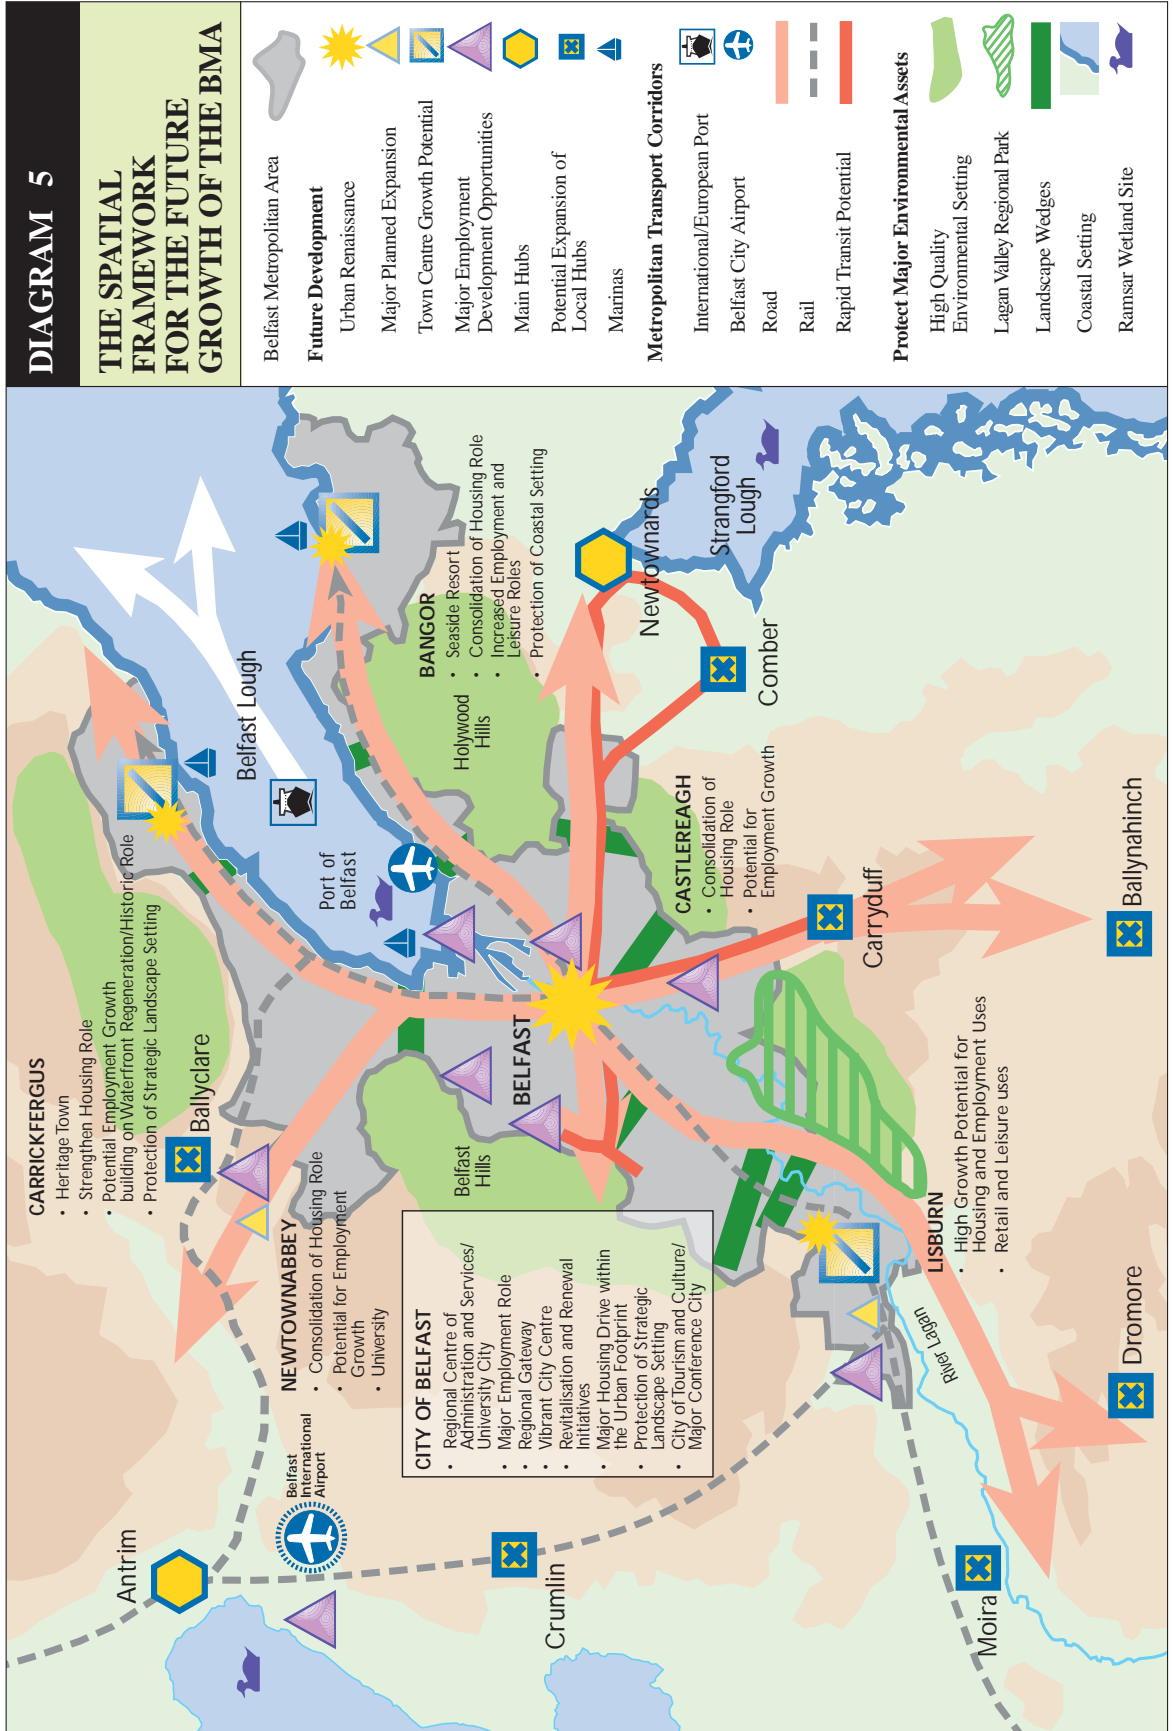 DIAGRAM 5
THE SPATIAL
FRAMEWORK
FOR THE FUTURE
GROWTH OF THE BMA
Belfast Metropolitan Area
Future Development
Urban Renaissance
Major Planned Expansion
Town Centre Growth Potential
Major Employment
Development Opportunities
Main Hubs
Potential Expansion of
Local Hubs
Marinas
Metropolitan Transport Corridors
International/European Port
Belfast City Airport
Road
Rail
Rapid Transit Potential
Protect Major Environmental Assets
High Quality
Environmental Setting
Lagan Valley Regional Park
Landscape Wedges
Coastal Setting
Ramsar Wetland Site
CARRICKFERGUS
• Heritage Town
• Strengthen Housing Role
• Potential Employment Growth
building on Waterfront Regeneration/Historic Role
• Protection of Strategic Landscape Setting
Ballyclare
Antrim
Belfast
International
Airport
NEWTOWNABBEY
• Consolidation of Housing Role
• Potential for Employment
Growth
• University
Belfast Lough
Port of
Belfast
CITY OF BELFAST
• Regional Centre of
Administration and Services/
University City
• Major Employment Role
• Regional Gateway
• Vibrant City Centre
• Revitalisation and Renewal
Initiatives
• Major Housing Drive within
the Urban Footprint
• Protection of Strategic
Landscape Setting
• City of Tourism and Culture/
Major Conference City
Belfast
Hills
BELFAST
Holywood
Hills
BANGOR
• Seaside Resort
• Consolidation of Housing Role
• Increased Employment and
Leisure Roles
• Protection of Coastal Setting
Crumlin
Newtownards
Strangford
Lough
Comber
CASTLEREAGH
• Consolidation of
Housing Role
• Potential for
Employment Growth
Carryduff
LISBURN
• High Growth Potential for
Housing and Employment Uses
• Retail and Leisure uses
River Lagan
Moira
Dromore
Ballynahinch